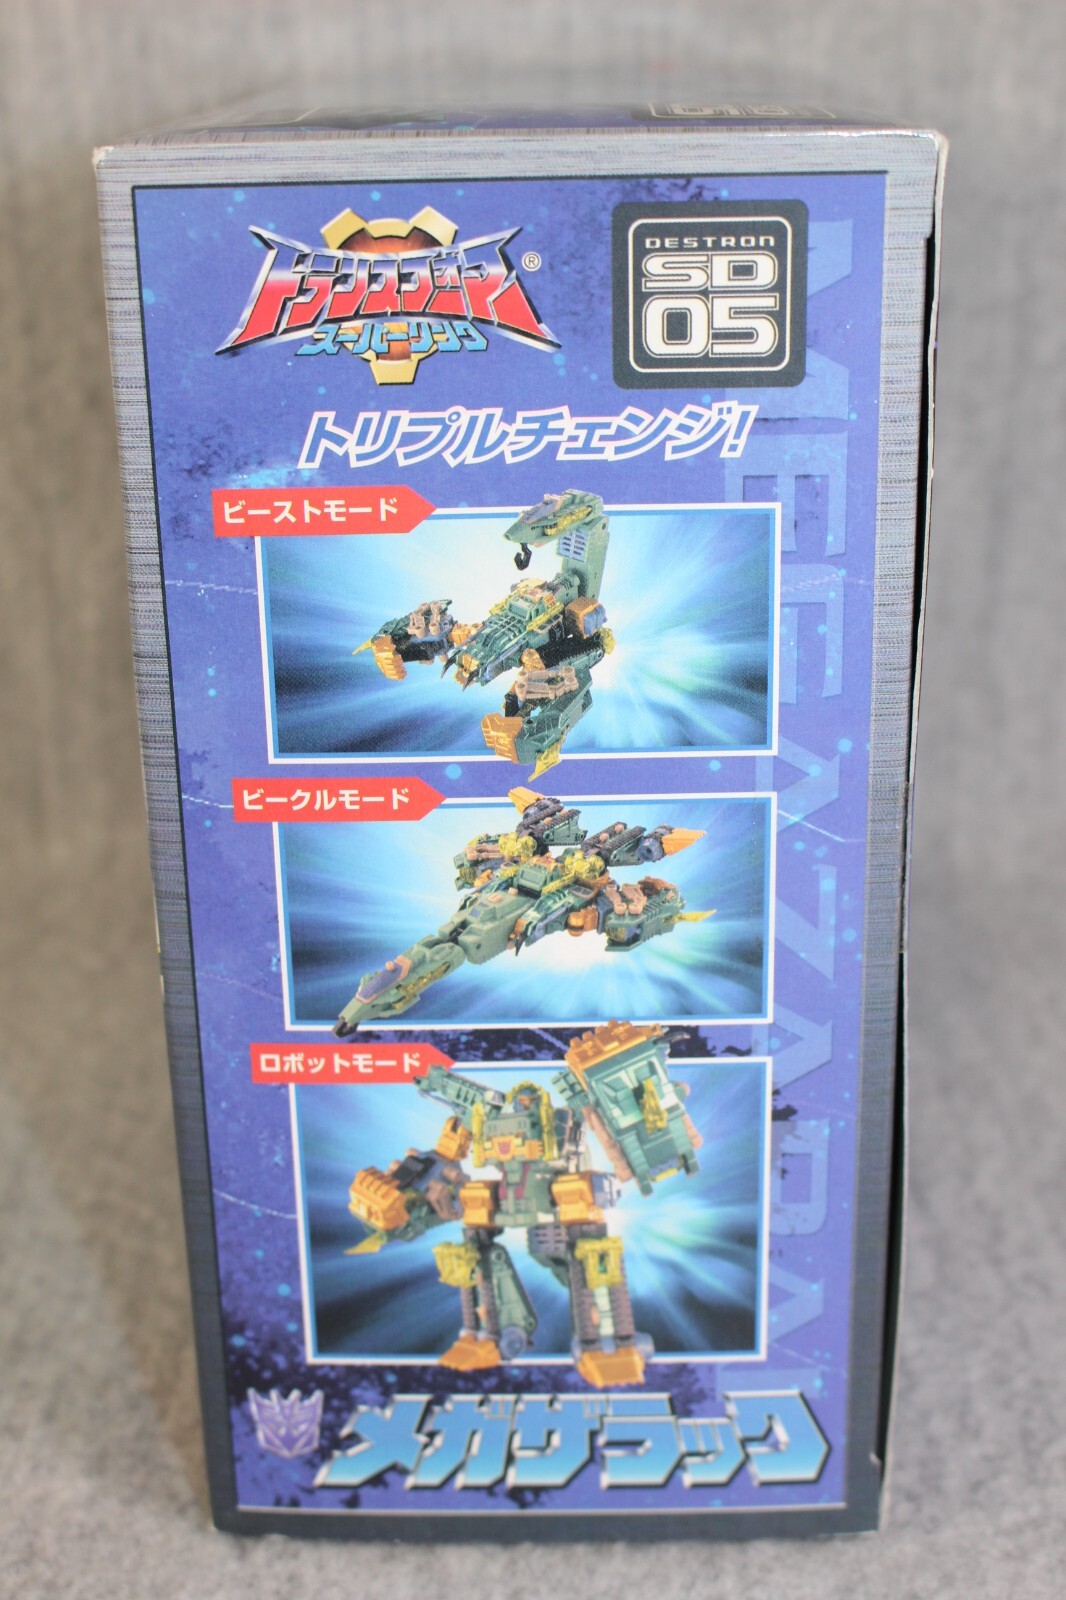 トランスフォーマー®
スーパーリンク
DESTRON
SD
05
トリプルチェンジ!
ビーストモード
ビークルモード
ロボットモード
メガザラック